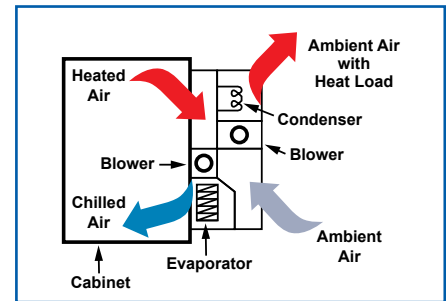 Ambient Air
with
Heat Load
Heated
Air
Condenser
Blower
Blower
Chilled
Air
Ambient
Air
Evaporator
Cabinet